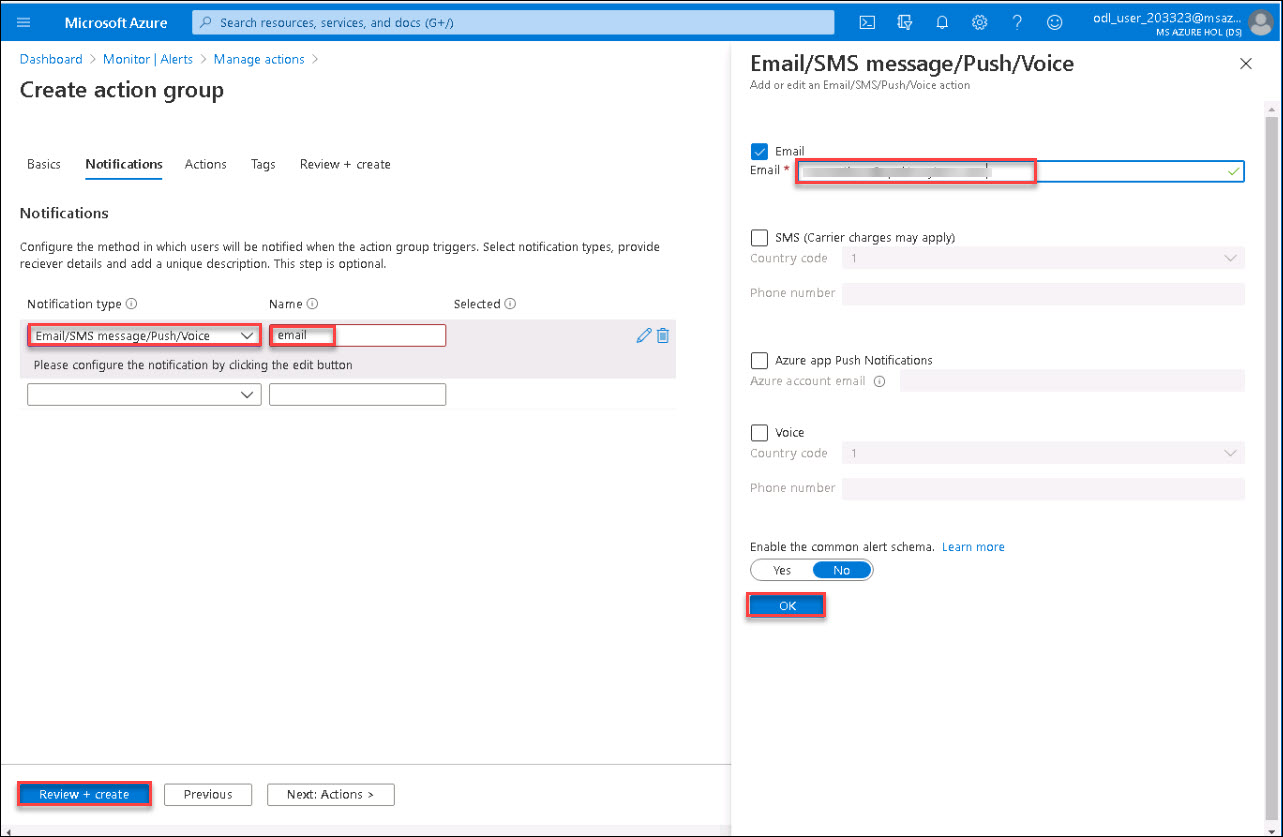 Microsoft Azure
Search resources, services, and docs (G+/)
odl_user_203323@msaz...
MS AZURE HOL (DS)
Dashboard > Monitor | Alerts > Manage actions >
Create action group
Basics
Notifications
Actions
Tags
Review + create
Notifications
Configure the method in which users will be notified when the action group triggers. Select notification types, provide
reciever details and add a unique description. This step is optional.
Notification type
Name
Selected
Email/SMS message/Push/Voice
email
Please configure the notification by clicking the edit button
Review + create
Previous
Next: Actions >
Email/SMS message/Push/Voice
Add or edit an Email/SMS/Push/Voice action
Email
Email *
SMS (Carrier charges may apply)
Country code
1
Phone number
Azure app Push Notifications
Azure account email
Voice
Country code
1
Phone number
Enable the common alert schema. Learn more
Yes
No
OK